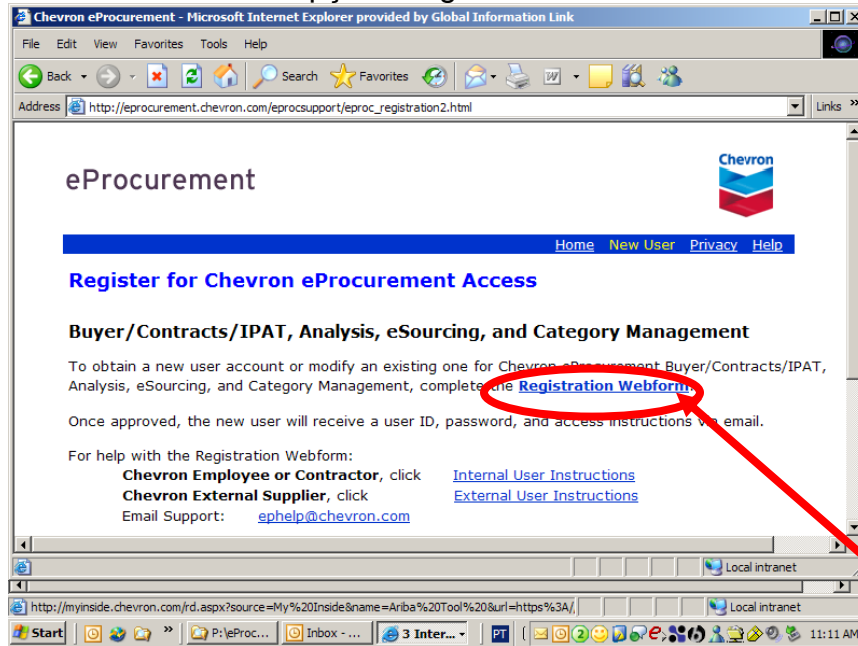 Chevron eProcurement - Microsoft Internet Explorer provided by Global Information Link
File Edit View Favorites Tools Help
Back Search Favorites
Address http://eprocurement.chevron.com/eprocsupport/eproc_registration2.html Links »
eProcurement
Chevron
Home New User Privacy Help
Register for Chevron eProcurement Access
Buyer/Contracts/IPAT, Analysis, eSourcing, and Category Management
To obtain a new user account or modify an existing one for Chevron eProcurement Buyer/Contracts/IPAT,
Analysis, eSourcing, and Category Management, complete the Registration Webform.
Once approved, the new user will receive a user ID, password, and access instructions via email.
For help with the Registration Webform:
Chevron Employee or Contractor, click Internal User Instructions
Chevron External Supplier, click External User Instructions
Email Support: ephelp@chevron.com
Local intranet
http://myinside.chevron.com/rd.aspx?source=My%20Inside&name=Ariba%20Tool%20&url=https%3A/, Local intranet
Start » P:\eProc... Inbox - ... 3 Inter... PT 11:11 AM